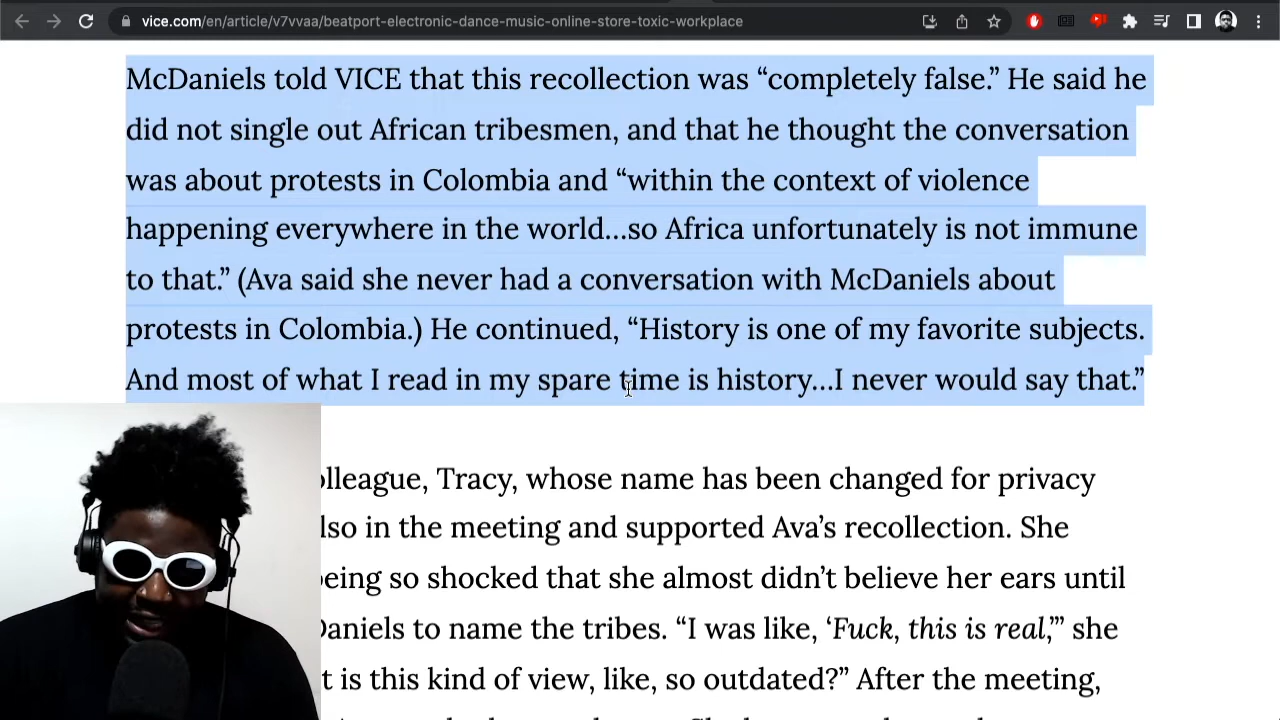 vice.com/en/article/v7vvaa/beatport-electronic-dance-music-online-store-toxic-workplace
McDaniels told VICE that this recollection was “completely false.” He said he
did not single out African tribesmen, and that he thought the conversation
was about protests in Colombia and “within the context of violence
happening everywhere in the world…so Africa unfortunately is not immune
to that.” (Ava said she never had a conversation with McDaniels about
protests in Colombia.) He continued, “History is one of my favorite subjects.
And most of what I read in my spare time is history…I never would say that.”
olleague, Tracy, whose name has been changed for privacy
lso in the meeting and supported Ava’s recollection. She
being so shocked that she almost didn’t believe her ears until
Daniels to name the tribes. “I was like, ‘Fuck, this is real,’” she
t is this kind of view, like, so outdated?” After the meeting,